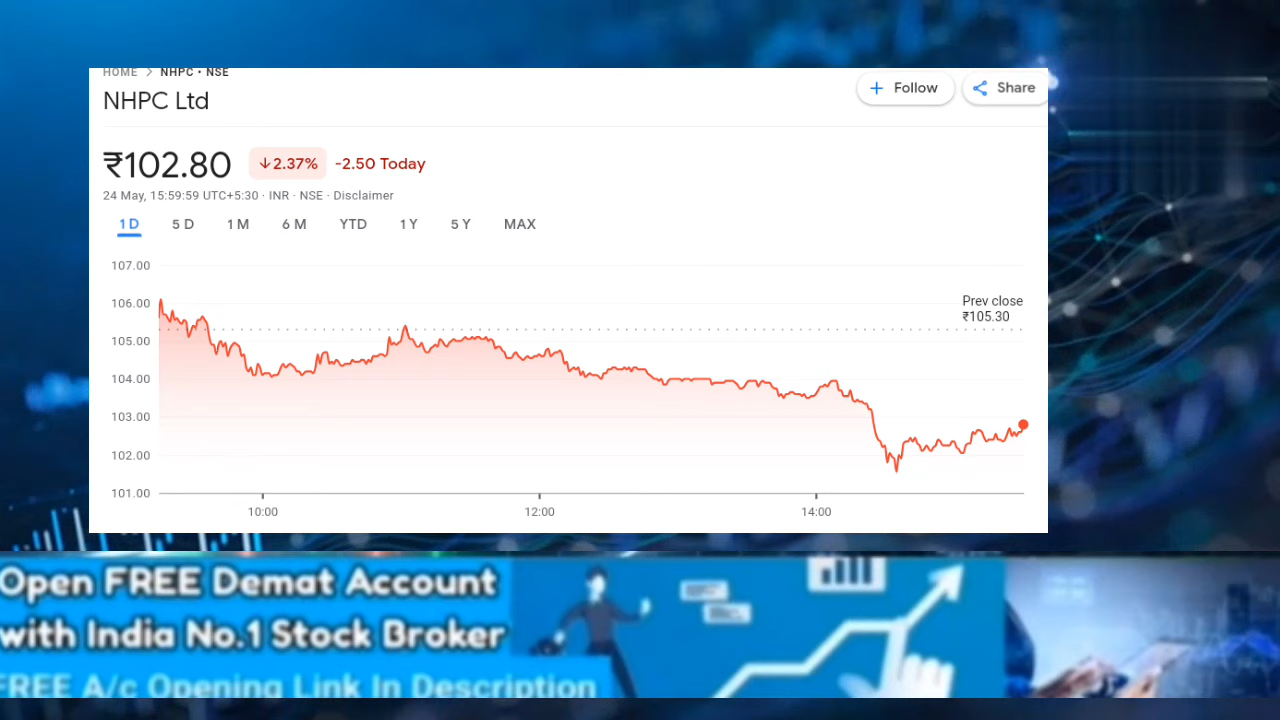 HOME > NHPC • NSE
NHPC Ltd
+ Follow
Share
₹102.80 ↓2.37% -2.50 Today
24 May, 15:59:59 UTC+5:30 · INR · NSE · Disclaimer
1 D 5 D 1 M 6 M YTD 1 Y 5 Y MAX
107.00
106.00
105.00
104.00
103.00
102.00
101.00
Prev close
₹105.30
10:00 12:00 14:00
Open FREE Demat Account
with India No.1 Stock Broker
FREE A/c Opening Link In Description